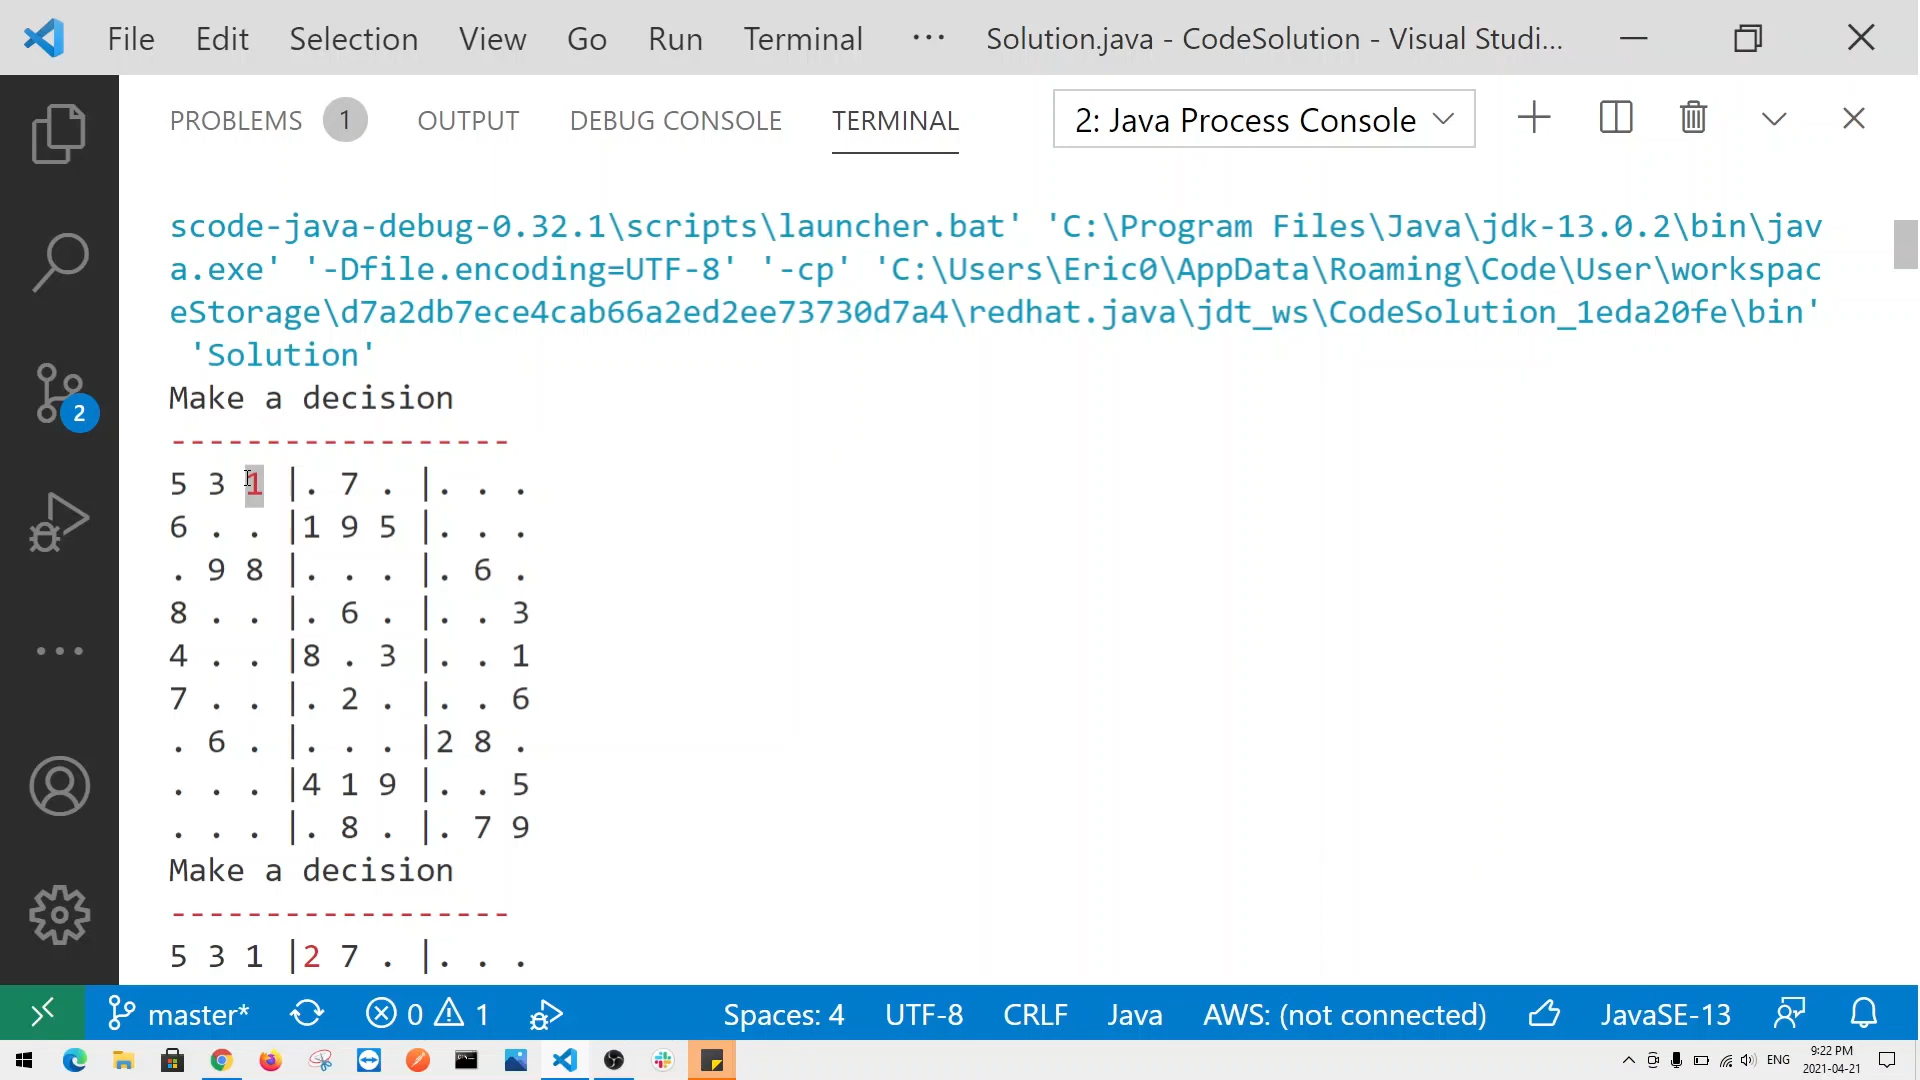 File Edit Selection View Go Run Terminal ··· Solution.java - CodeSolution - Visual Studi...
PROBLEMS 1 OUTPUT DEBUG CONSOLE TERMINAL 2: Java Process Console
scode-java-debug-0.32.1\scripts\launcher.bat' 'C:\Program Files\Java\jdk-13.0.2\bin\jav
a.exe' '-Dfile.encoding=UTF-8' '-cp' 'C:\Users\Eric0\AppData\Roaming\Code\User\workspac
eStorage\d7a2db7ece4cab66a2ed2ee73730d7a4\redhat.java\jdt_ws\CodeSolution_1eda20fe\bin'
'Solution'
Make a decision
------------------
5 3 1 |. 7 . |. . .
6 . . |1 9 5 |. . .
. 9 8 |. . . |. 6 .
8 . . |. 6 . |. . 3
4 . . |8 . 3 |. . 1
7 . . |. 2 . |. . 6
. 6 . |. . . |2 8 .
. . . |4 1 9 |. . 5
. . . |. 8 . |. 7 9
Make a decision
------------------
5 3 1 |2 7 . |. . .
2
master* 0 1 Spaces: 4 UTF-8 CRLF Java AWS: (not connected) JavaSE-13
ENG 9:22 PM
2021-04-21